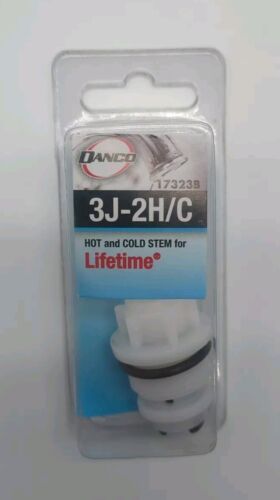 DANCO
17323B
3J-2H/C
HOT and COLD STEM for
Lifetime®